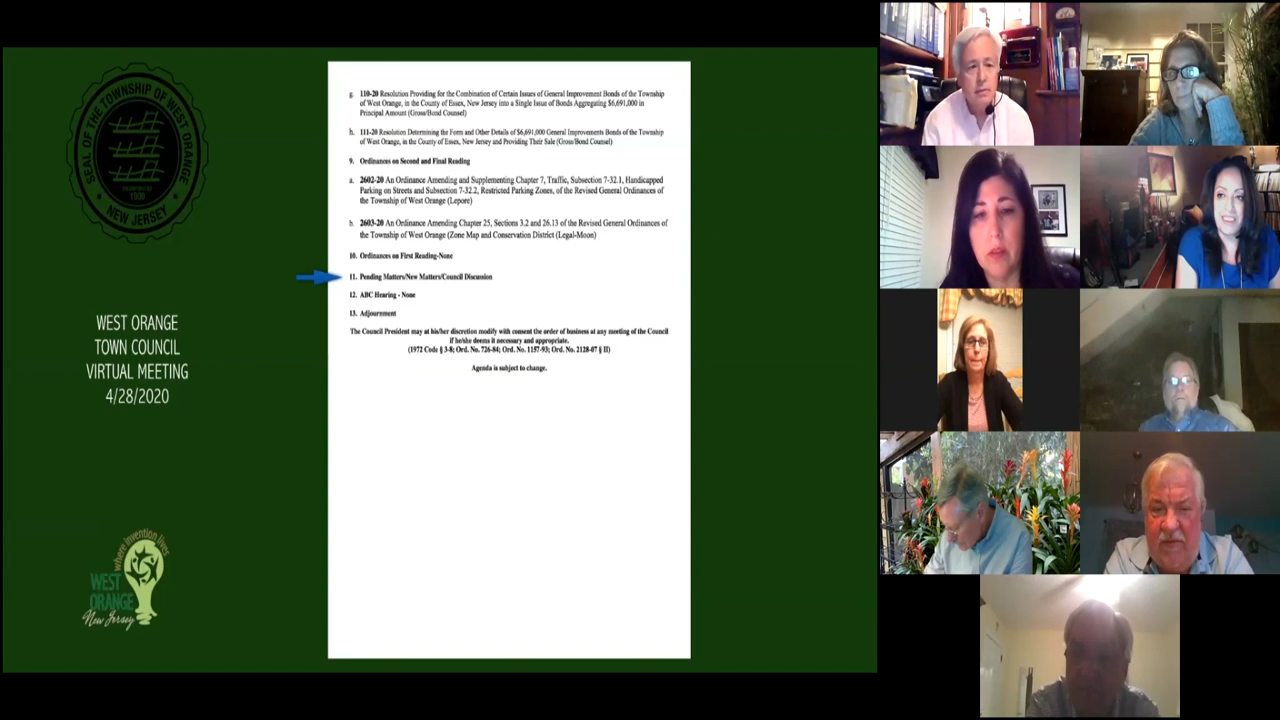 SEAL OF THE TOWNSHIP OF WEST ORANGE
1900
NEW JERSEY
WEST ORANGE
TOWN COUNCIL
VIRTUAL MEETING
4/28/2020
where invention lives
WEST
ORANGE
New Jersey
g. 110-20 Resolution Providing for the Combination of Certain Issues of General Improvement Bonds of the Township
of West Orange, in the County of Essex, New Jersey into a Single Issue of Bonds Aggregating $6,691,000 in
Principal Amount (Gross/Bond Counsel)
h. 111-20 Resolution Determining the Form and Other Details of $6,691,000 General Improvements Bonds of the Township
of West Orange, in the County of Essex, New Jersey and Providing Their Sale (Gross/Bond Counsel)
9. Ordinances on Second and Final Reading
a. 2602-20 An Ordinance Amending and Supplementing Chapter 7, Traffic, Subsection 7-32.1, Handicapped
Parking on Streets and Subsection 7-32.2, Restricted Parking Zones, of the Revised General Ordinances of
the Township of West Orange (Lepore)
b. 2603-20 An Ordinance Amending Chapter 25, Sections 3.2 and 26.13 of the Revised General Ordinances of
the Township of West Orange (Zone Map and Conservation District (Legal-Moon)
10. Ordinances on First Reading-None
11. Pending Matters/New Matters/Council Discussion
12. ABC Hearing - None
13. Adjournment
The Council President may at his/her discretion modify with consent the order of business at any meeting of the Council
if he/she deems it necessary and appropriate.
(1972 Code § 3-8; Ord. No. 726-84; Ord. No. 1157-93; Ord. No. 2128-07 § II)
Agenda is subject to change.